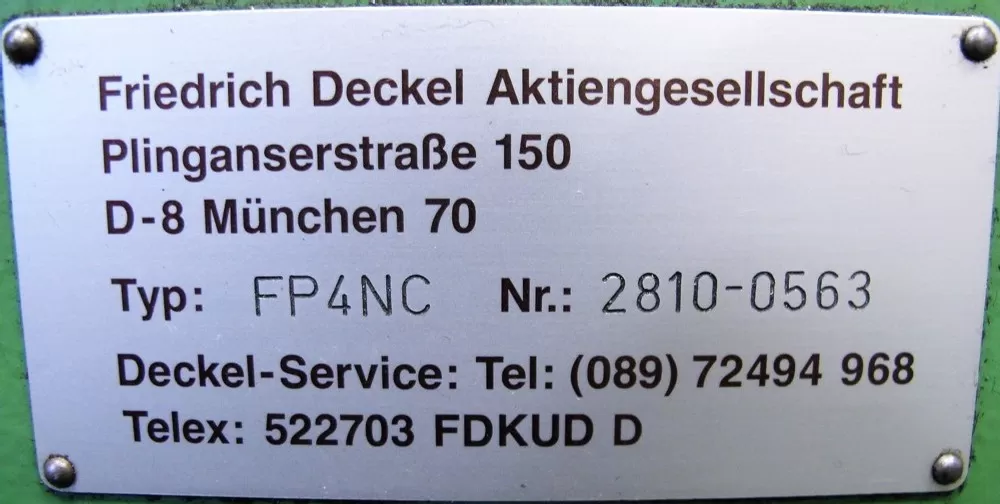 Friedrich Deckel Aktiengesellschaft
Plinganserstraße 150
D-8 München 70
Typ: FP4NC Nr.: 2810-0563
Deckel-Service: Tel: (089) 72494 968
Telex: 522703 FDKUD D